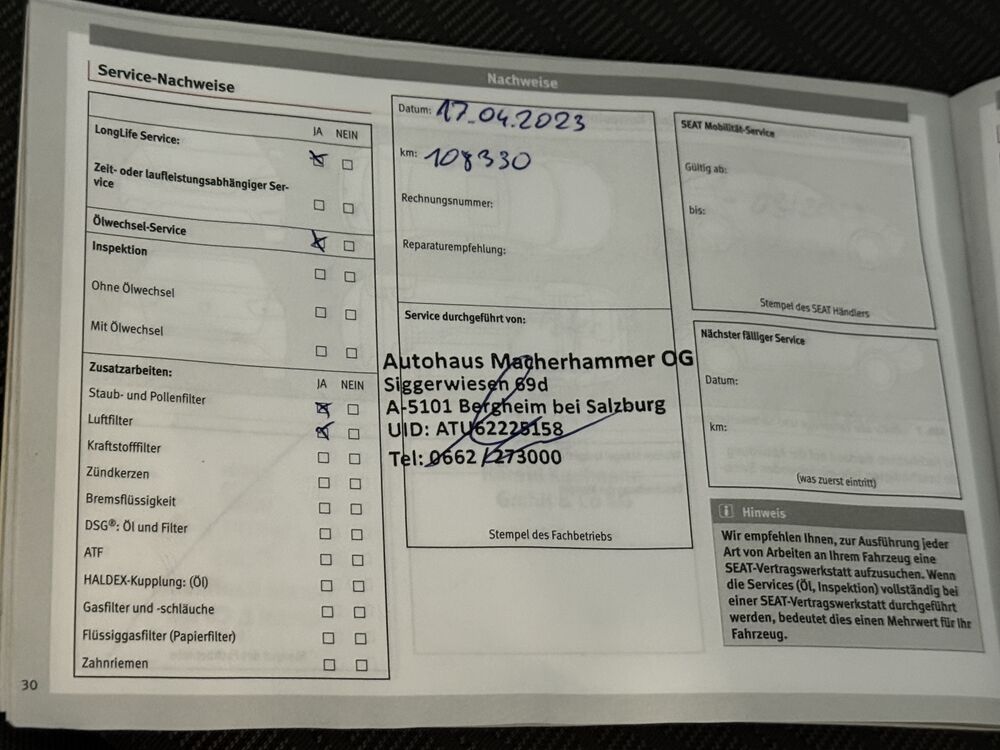 Nachweise
Service-Nachweise
LongLife Service:
JA NEIN
Zeit- oder laufleistungsabhängiger Ser-
vice
Ölwechsel-Service
Inspektion
Ohne Ölwechsel
Mit Ölwechsel
Zusatzarbeiten:
JA NEIN
Staub- und Pollenfilter
Luftfilter
Kraftstofffilter
Zündkerzen
Bremsflüssigkeit
DSG®: Öl und Filter
ATF
HALDEX-Kupplung: (Öl)
Gasfilter und -schläuche
Flüssiggasfilter (Papierfilter)
Zahnriemen
30
Datum: 17.04.2023
km: 108330
Rechnungsnummer:
Reparaturempfehlung:
Service durchgeführt von:
Autohaus Macherhammer OG
Siggerwiesen 69d
A-5101 Bergheim bei Salzburg
UID: ATU62225158
Tel: 0662 / 273000
Stempel des Fachbetriebs
SEAT Mobilität-Service
Gültig ab:
bis:
Stempel des SEAT Händlers
Nächster fälliger Service
Datum:
km:
(was zuerst eintritt)
i Hinweis
Wir empfehlen Ihnen, zur Ausführung jeder
Art von Arbeiten an Ihrem Fahrzeug eine
SEAT-Vertragswerkstatt aufzusuchen. Wenn
die Services (Öl, Inspektion) vollständig bei
einer SEAT-Vertragswerkstatt durchgeführt
werden, bedeutet dies einen Mehrwert für Ihr
Fahrzeug.